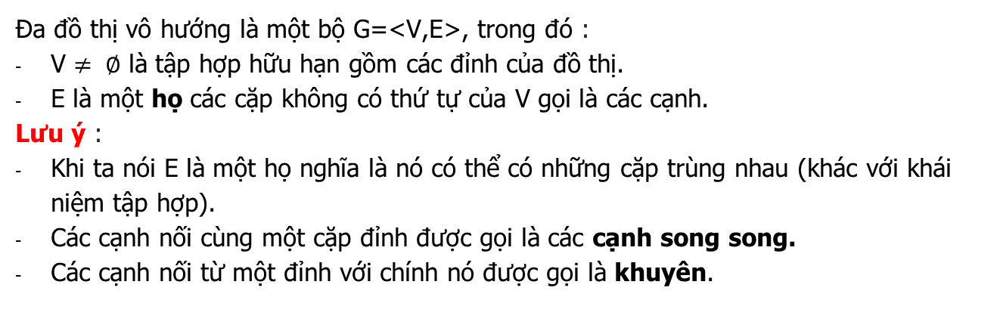 Đa đồ thị vô hướng là một bộ G=<V,E>, trong đó :
- V ≠ ∅ là tập hợp hữu hạn gồm các đỉnh của đồ thị.
- E là một họ các cặp không có thứ tự của V gọi là các cạnh.
Lưu ý :
- Khi ta nói E là một họ nghĩa là nó có thể có những cặp trùng nhau (khác với khái
niệm tập hợp).
- Các cạnh nối cùng một cặp đỉnh được gọi là các cạnh song song.
- Các cạnh nối từ một đỉnh với chính nó được gọi là khuyên.